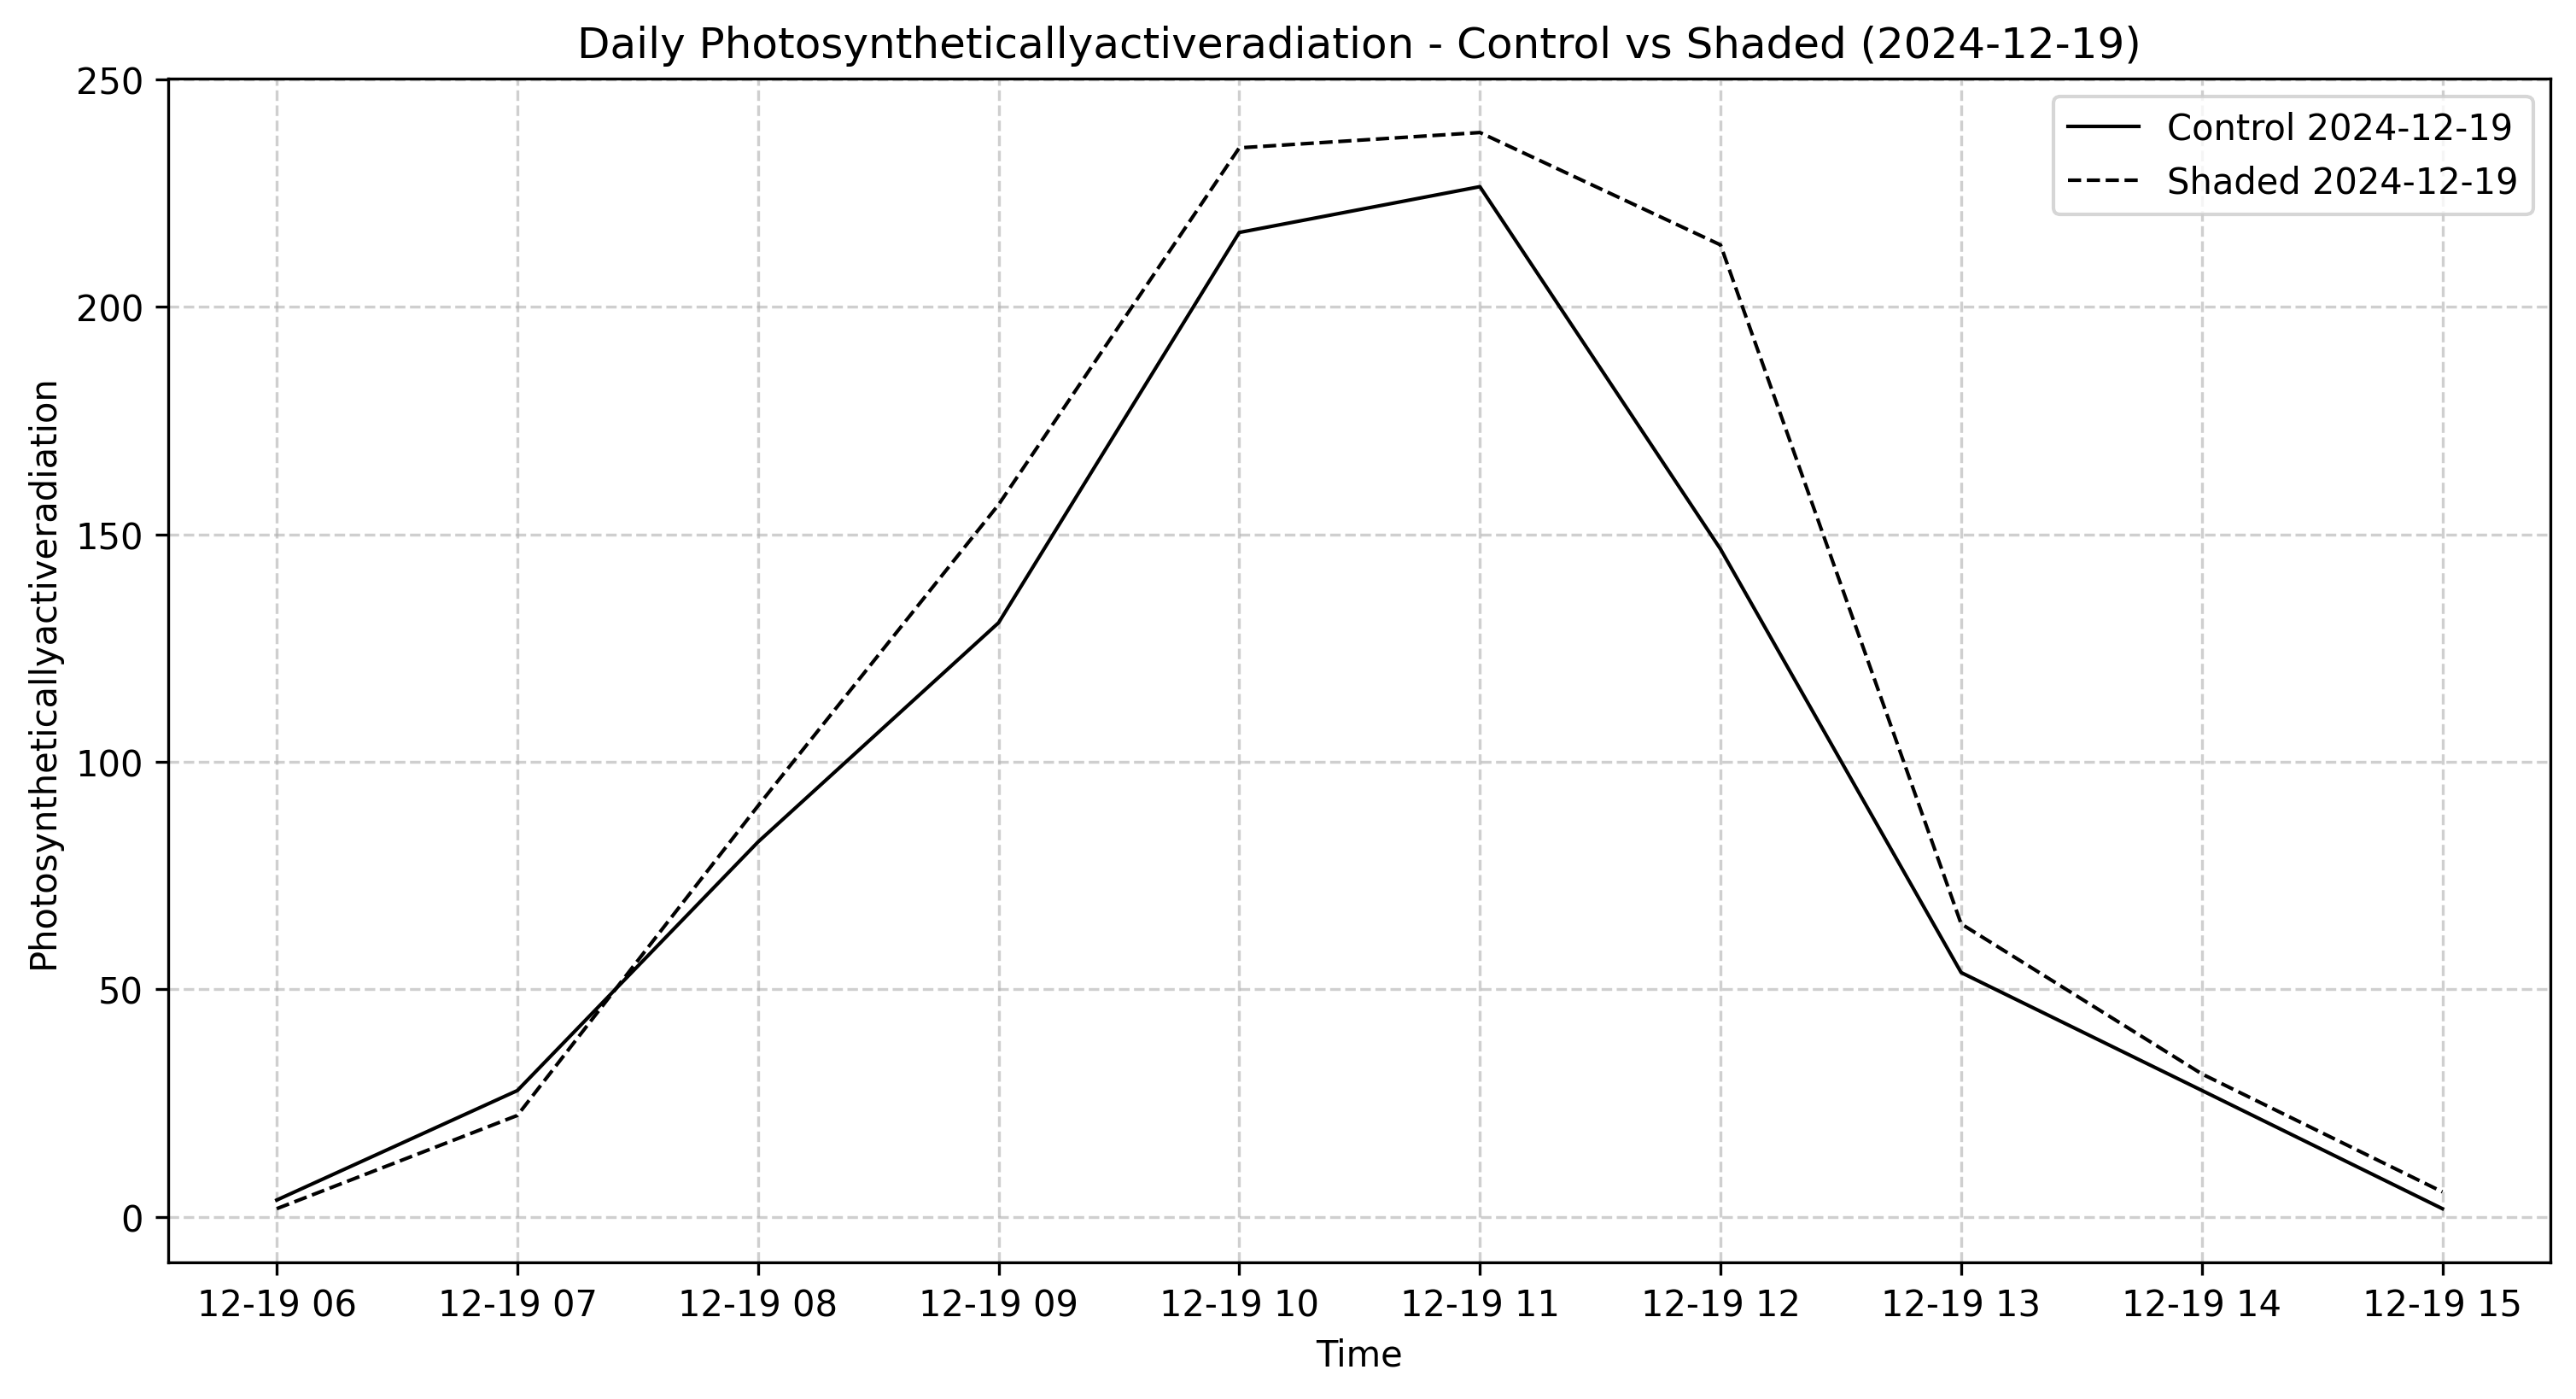 Daily Photosyntheticallyactiveradiation - Control vs Shaded (2024-12-19)
Control 2024-12-19
Shaded 2024-12-19
Photosyntheticallyactiveradiation
250
200
150
100
50
0
12-19 06 12-19 07 12-19 08 12-19 09 12-19 10 12-19 11 12-19 12 12-19 13 12-19 14 12-19 15
Time